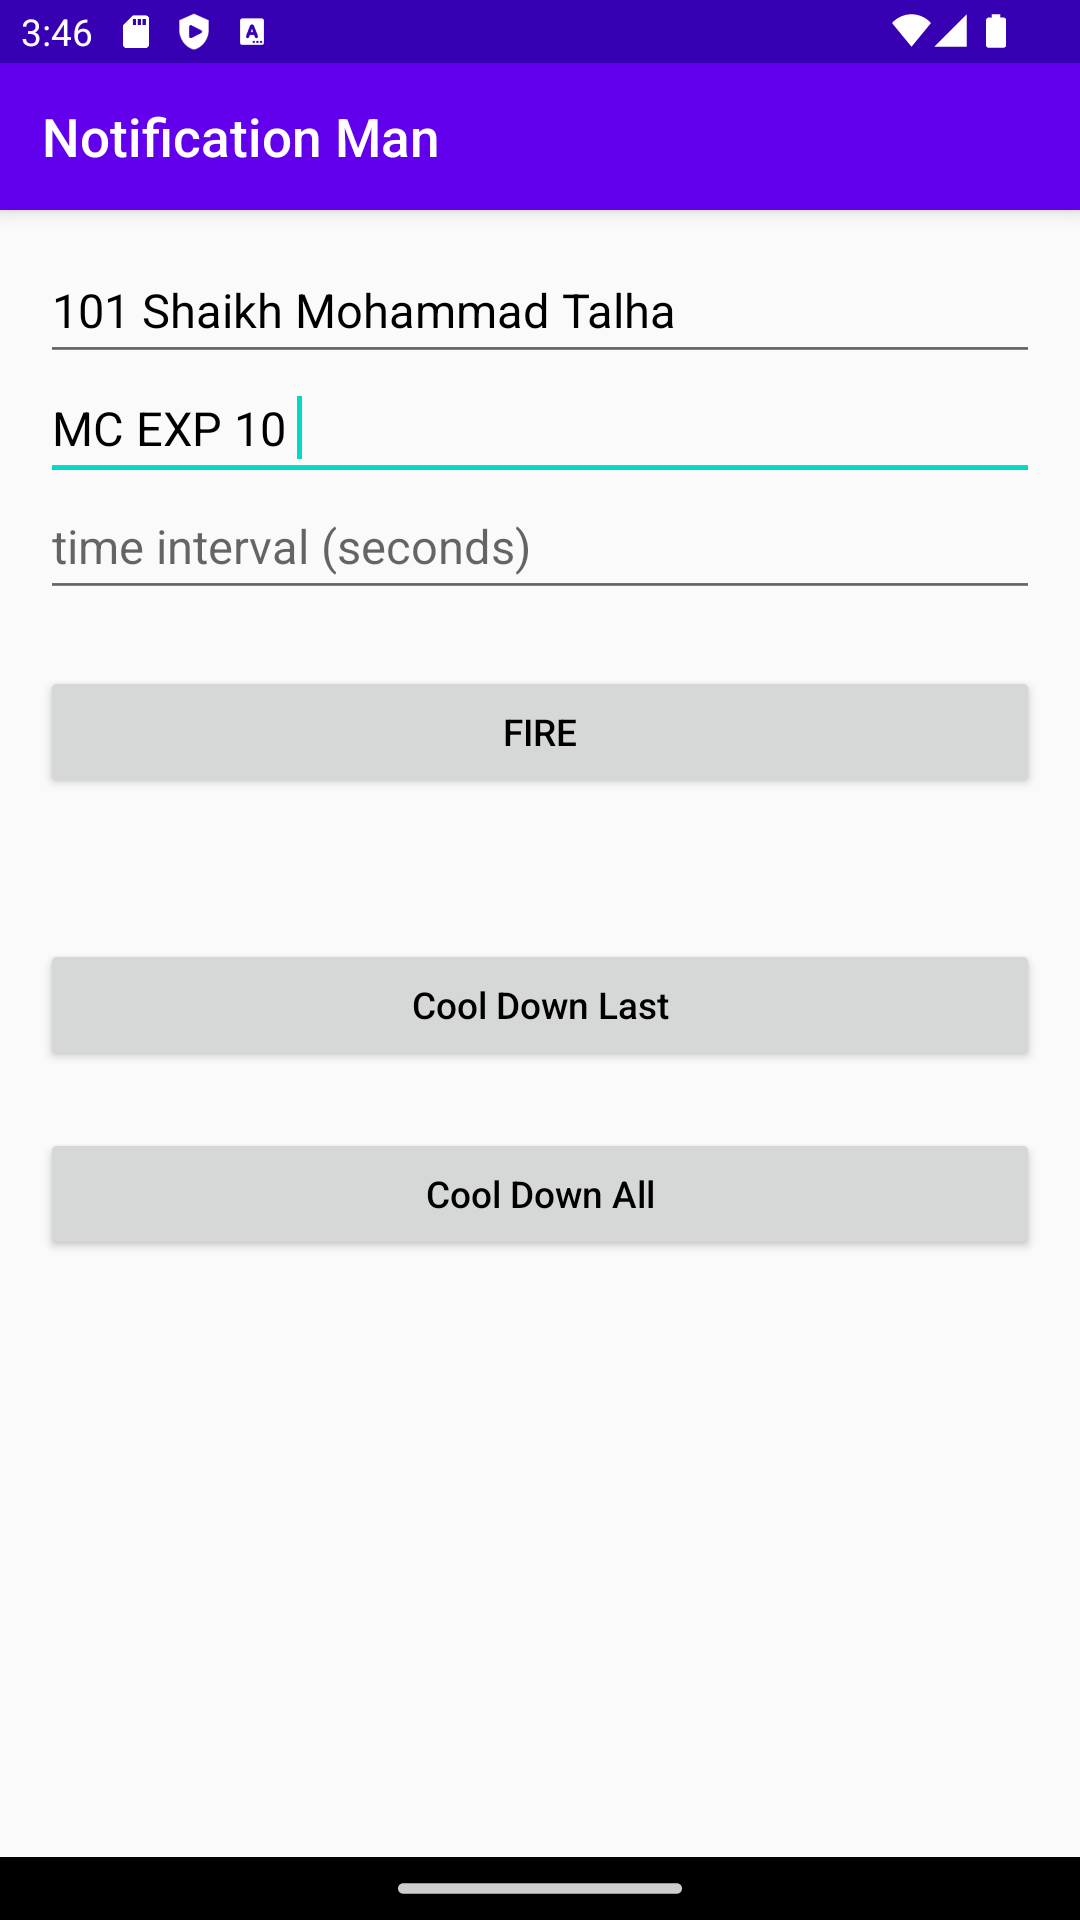 3:46
Notification Man
101 Shaikh Mohammad Talha
MC EXP 10
time interval (seconds)
FIRE
Cool Down Last
Cool Down All